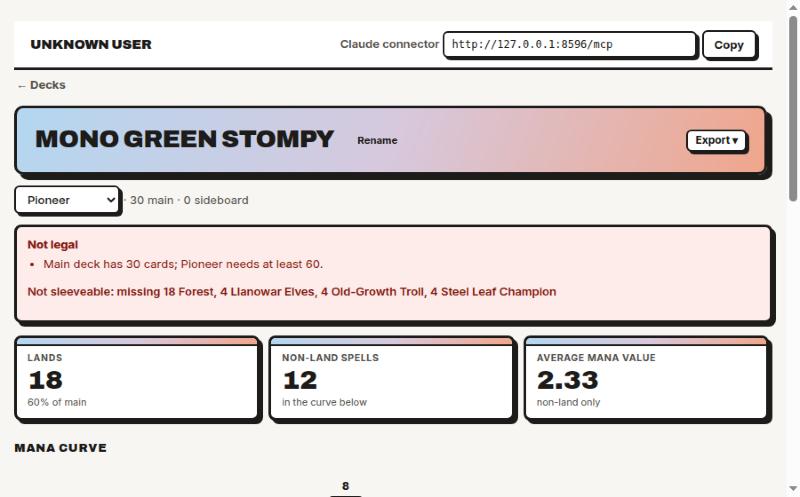 UNKNOWN USER
Claude connector http://127.0.0.1:8596/mcp Copy
← Decks
MONO GREEN STOMPY Rename Export ▾
Pioneer · 30 main · 0 sideboard
Not legal
• Main deck has 30 cards; Pioneer needs at least 60.
Not sleeveable: missing 18 Forest, 4 Llanowar Elves, 4 Old-Growth Troll, 4 Steel Leaf Champion
LANDS
18
60% of main
NON-LAND SPELLS
12
in the curve below
AVERAGE MANA VALUE
2.33
non-land only
MANA CURVE
8